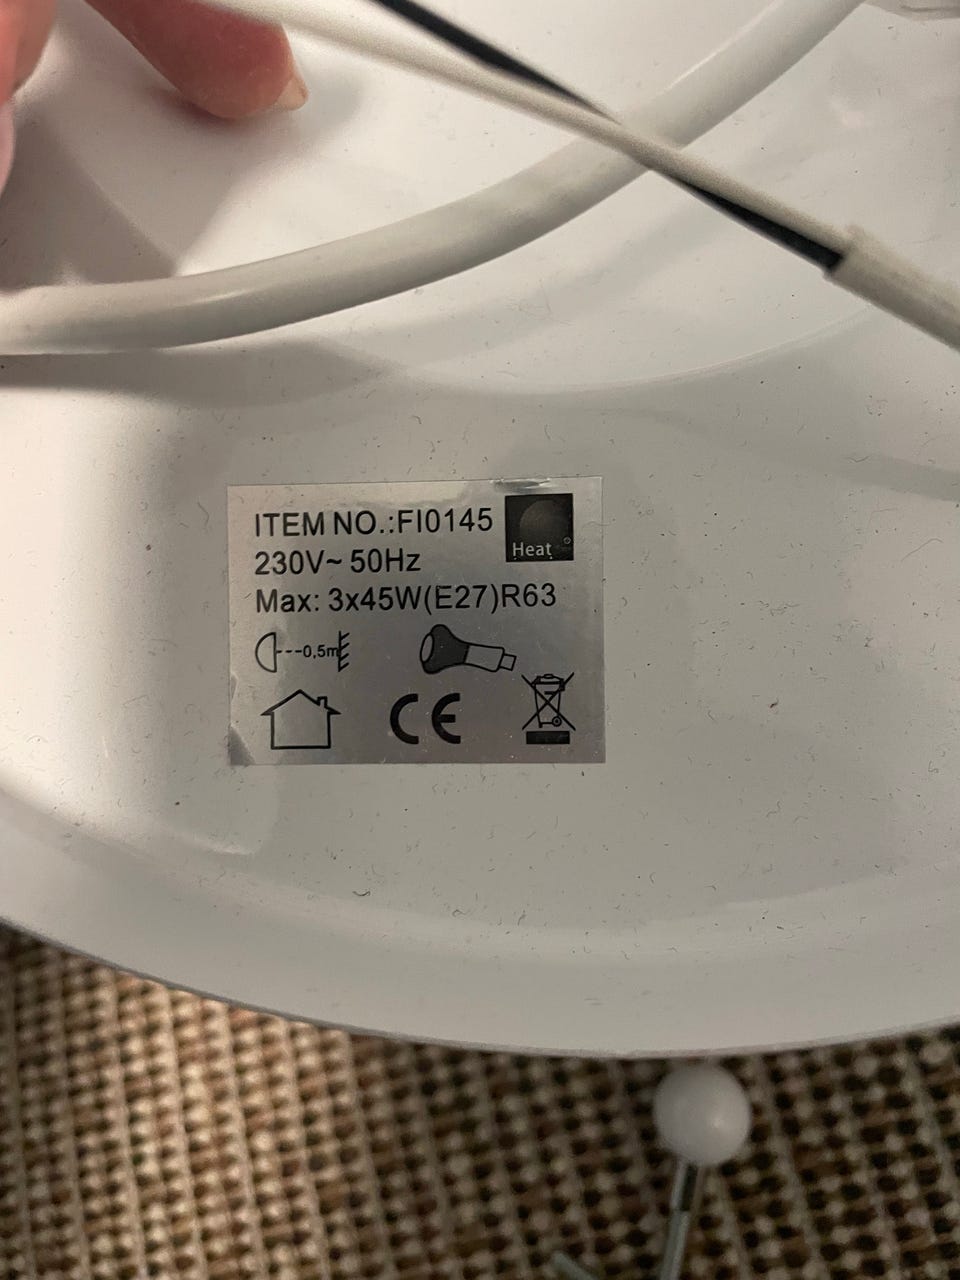 ITEM NO.:FI0145
Heat
230V~ 50Hz
Max: 3x45W(E27)R63
0,5m
CE